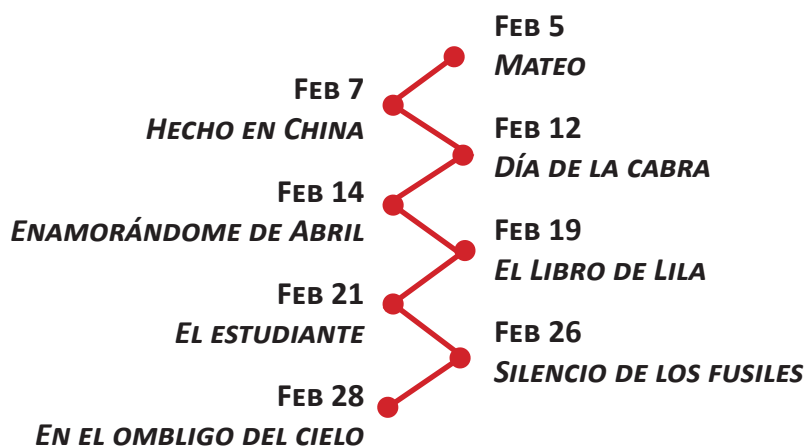 Feb 5
Mateo
Feb 7
Hecho en China
Feb 12
Día de la cabra
Feb 14
Enamorándome de Abril
Feb 19
El Libro de Lila
Feb 21
El estudiante
Feb 26
Silencio de los fusiles
Feb 28
En el ombligo del cielo